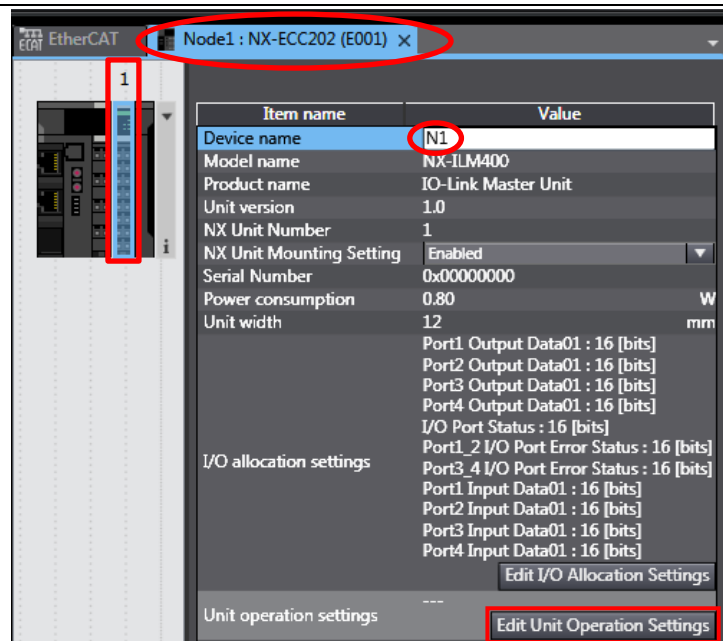 ECAT EtherCAT
Node1 : NX-ECC202 (E001) ×
1
Item name Value
Device name N1
Model name NX-ILM400
Product name IO-Link Master Unit
Unit version 1.0
NX Unit Number 1
NX Unit Mounting Setting Enabled
Serial Number 0x00000000
Power consumption 0.80 W
Unit width 12 mm
I/O allocation settings
Port1 Output Data01 : 16 [bits]
Port2 Output Data01 : 16 [bits]
Port3 Output Data01 : 16 [bits]
Port4 Output Data01 : 16 [bits]
I/O Port Status : 16 [bits]
Port1_2 I/O Port Error Status : 16 [bits]
Port3_4 I/O Port Error Status : 16 [bits]
Port1 Input Data01 : 16 [bits]
Port2 Input Data01 : 16 [bits]
Port3 Input Data01 : 16 [bits]
Port4 Input Data01 : 16 [bits]
Edit I/O Allocation Settings
Unit operation settings ---
Edit Unit Operation Settings
i